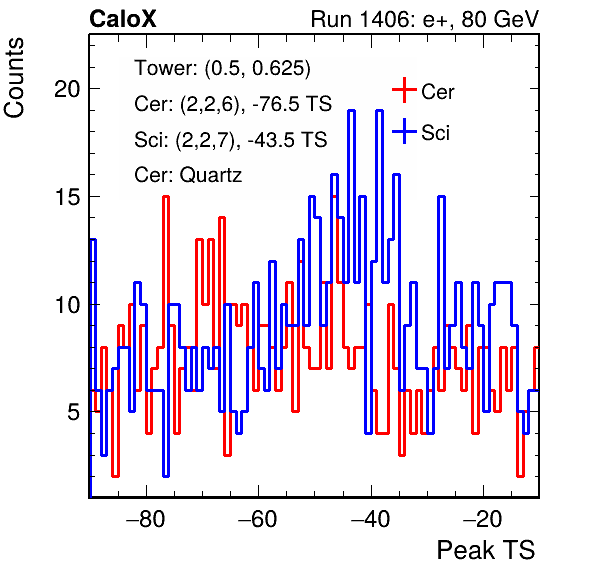 CaloX Run 1406: e+, 80 GeV
Counts
Tower: (0.5, 0.625)
Cer: (2,2,6), -76.5 TS
Sci: (2,2,7), -43.5 TS
Cer: Quartz
Cer
Sci
20
15
10
5
−80 −60 −40 −20
Peak TS